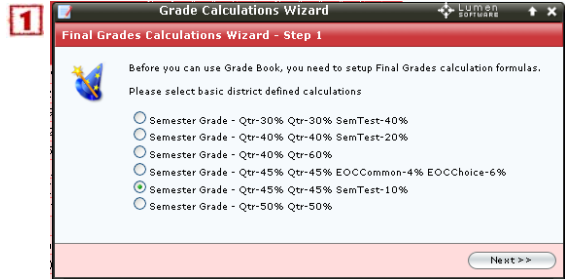 1
Grade Calculations Wizard
Lumen
SOFTWARE
Final Grades Calculations Wizard - Step 1
Before you can use Grade Book, you need to setup Final Grades calculation formulas.
Please select basic district defined calculations
Semester Grade - Qtr-30% Qtr-30% SemTest-40%
Semester Grade - Qtr-40% Qtr-40% SemTest-20%
Semester Grade - Qtr-40% Qtr-60%
Semester Grade - Qtr-45% Qtr-45% EOCCommon-4% EOCChoice-6%
Semester Grade - Qtr-45% Qtr-45% SemTest-10%
Semester Grade - Qtr-50% Qtr-50%
Next>>